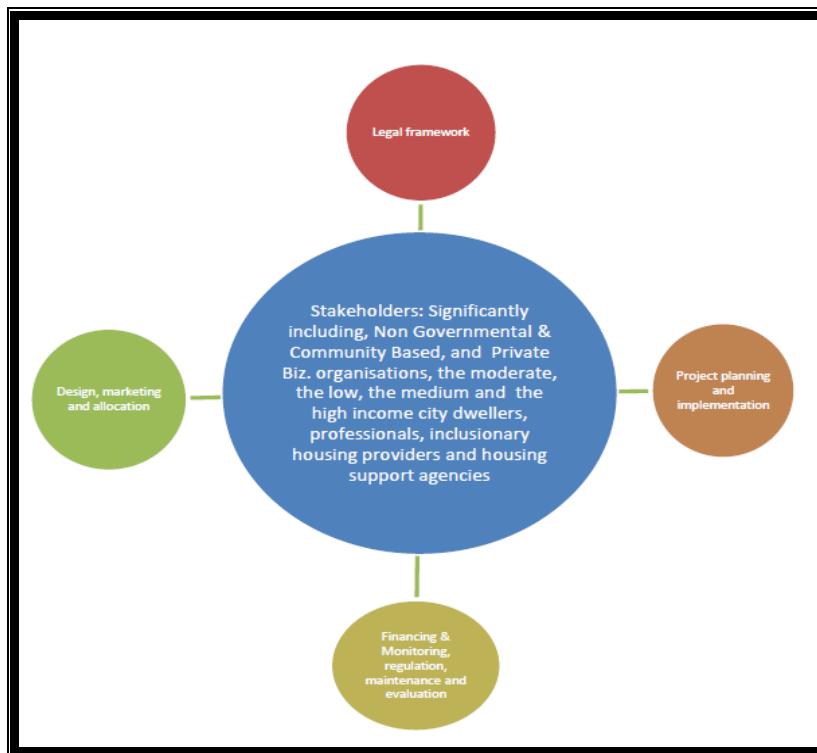 Legal framework
Stakeholders: Significantly
including, Non Governmental &
Community Based, and Private
Biz. organisations, the moderate,
the low, the medium and the
high income city dwellers,
professionals, inclusionary
housing providers and housing
support agencies
Design, marketing
and allocation
Project planning
and
implementation
Financing &
Monitoring,
regulation,
maintenance and
evaluation